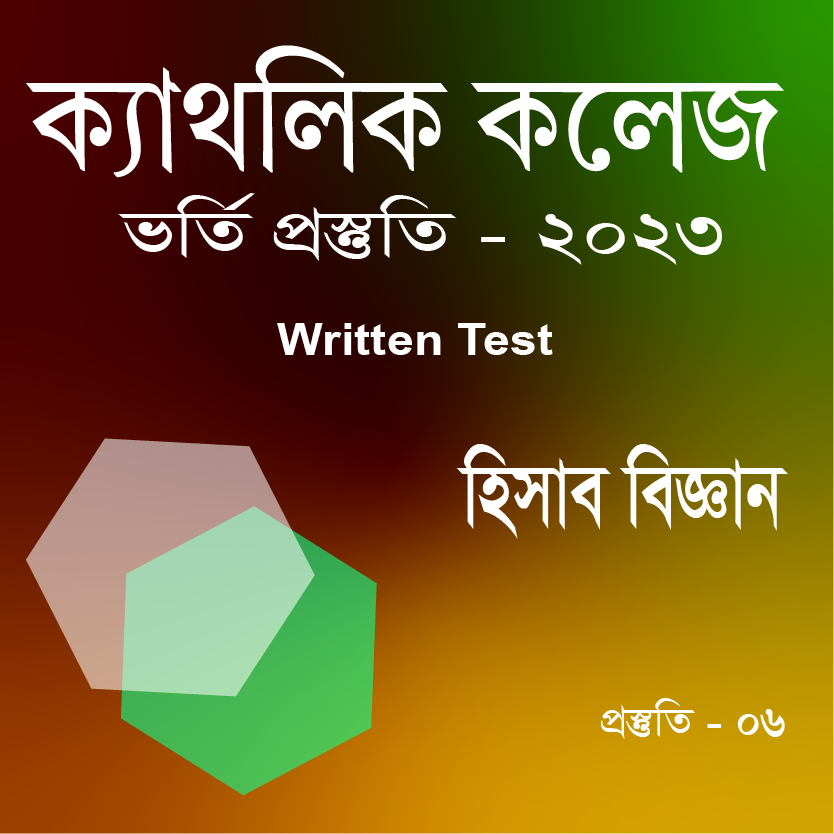 ক্যাথলিক কলেজ
ভর্তি প্রস্তুতি - ২০২৩
Written Test
হিসাব বিজ্ঞান
প্রস্তুতি - ০৬